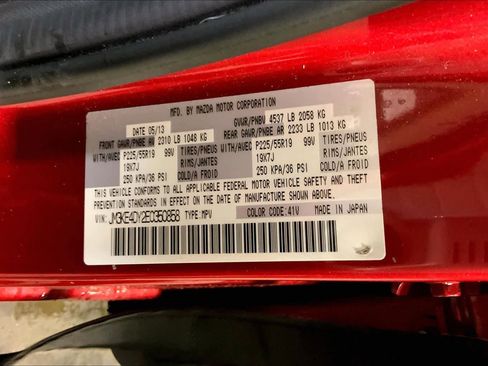 MFD. BY MAZDA MOTOR CORPORATION
DATE 05/13 GVWR/PNBV 4537 LB 2058 KG
FRONT GAWR/PNBE AV 2310 LB 1048 KG REAR GAWR/PNBE AR 2233 LB 1013 KG
WITH/AVEC P225/55R19 99V TIRES/PNEUS WITH/AVEC P225/55R19 99V TIRES/PNEUS
19X7J RIMS/JANTES 19X7J RIMS/JANTES
250 KPA/36 PSI COLD/A FROID 250 KPA/36 PSI COLD/A FROID
THIS VEHICLE CONFORMS TO ALL APPLICABLE FEDERAL MOTOR VEHICLE SAFETY AND THEFT
PREVENTION STANDARDS IN EFFECT ON THE DATE OF MANUFACTURE SHOWN ABOVE.
VIN: JM3KE4DY2E0350858 TYPE:MPV COLOR CODE:41V MADE IN JAPAN